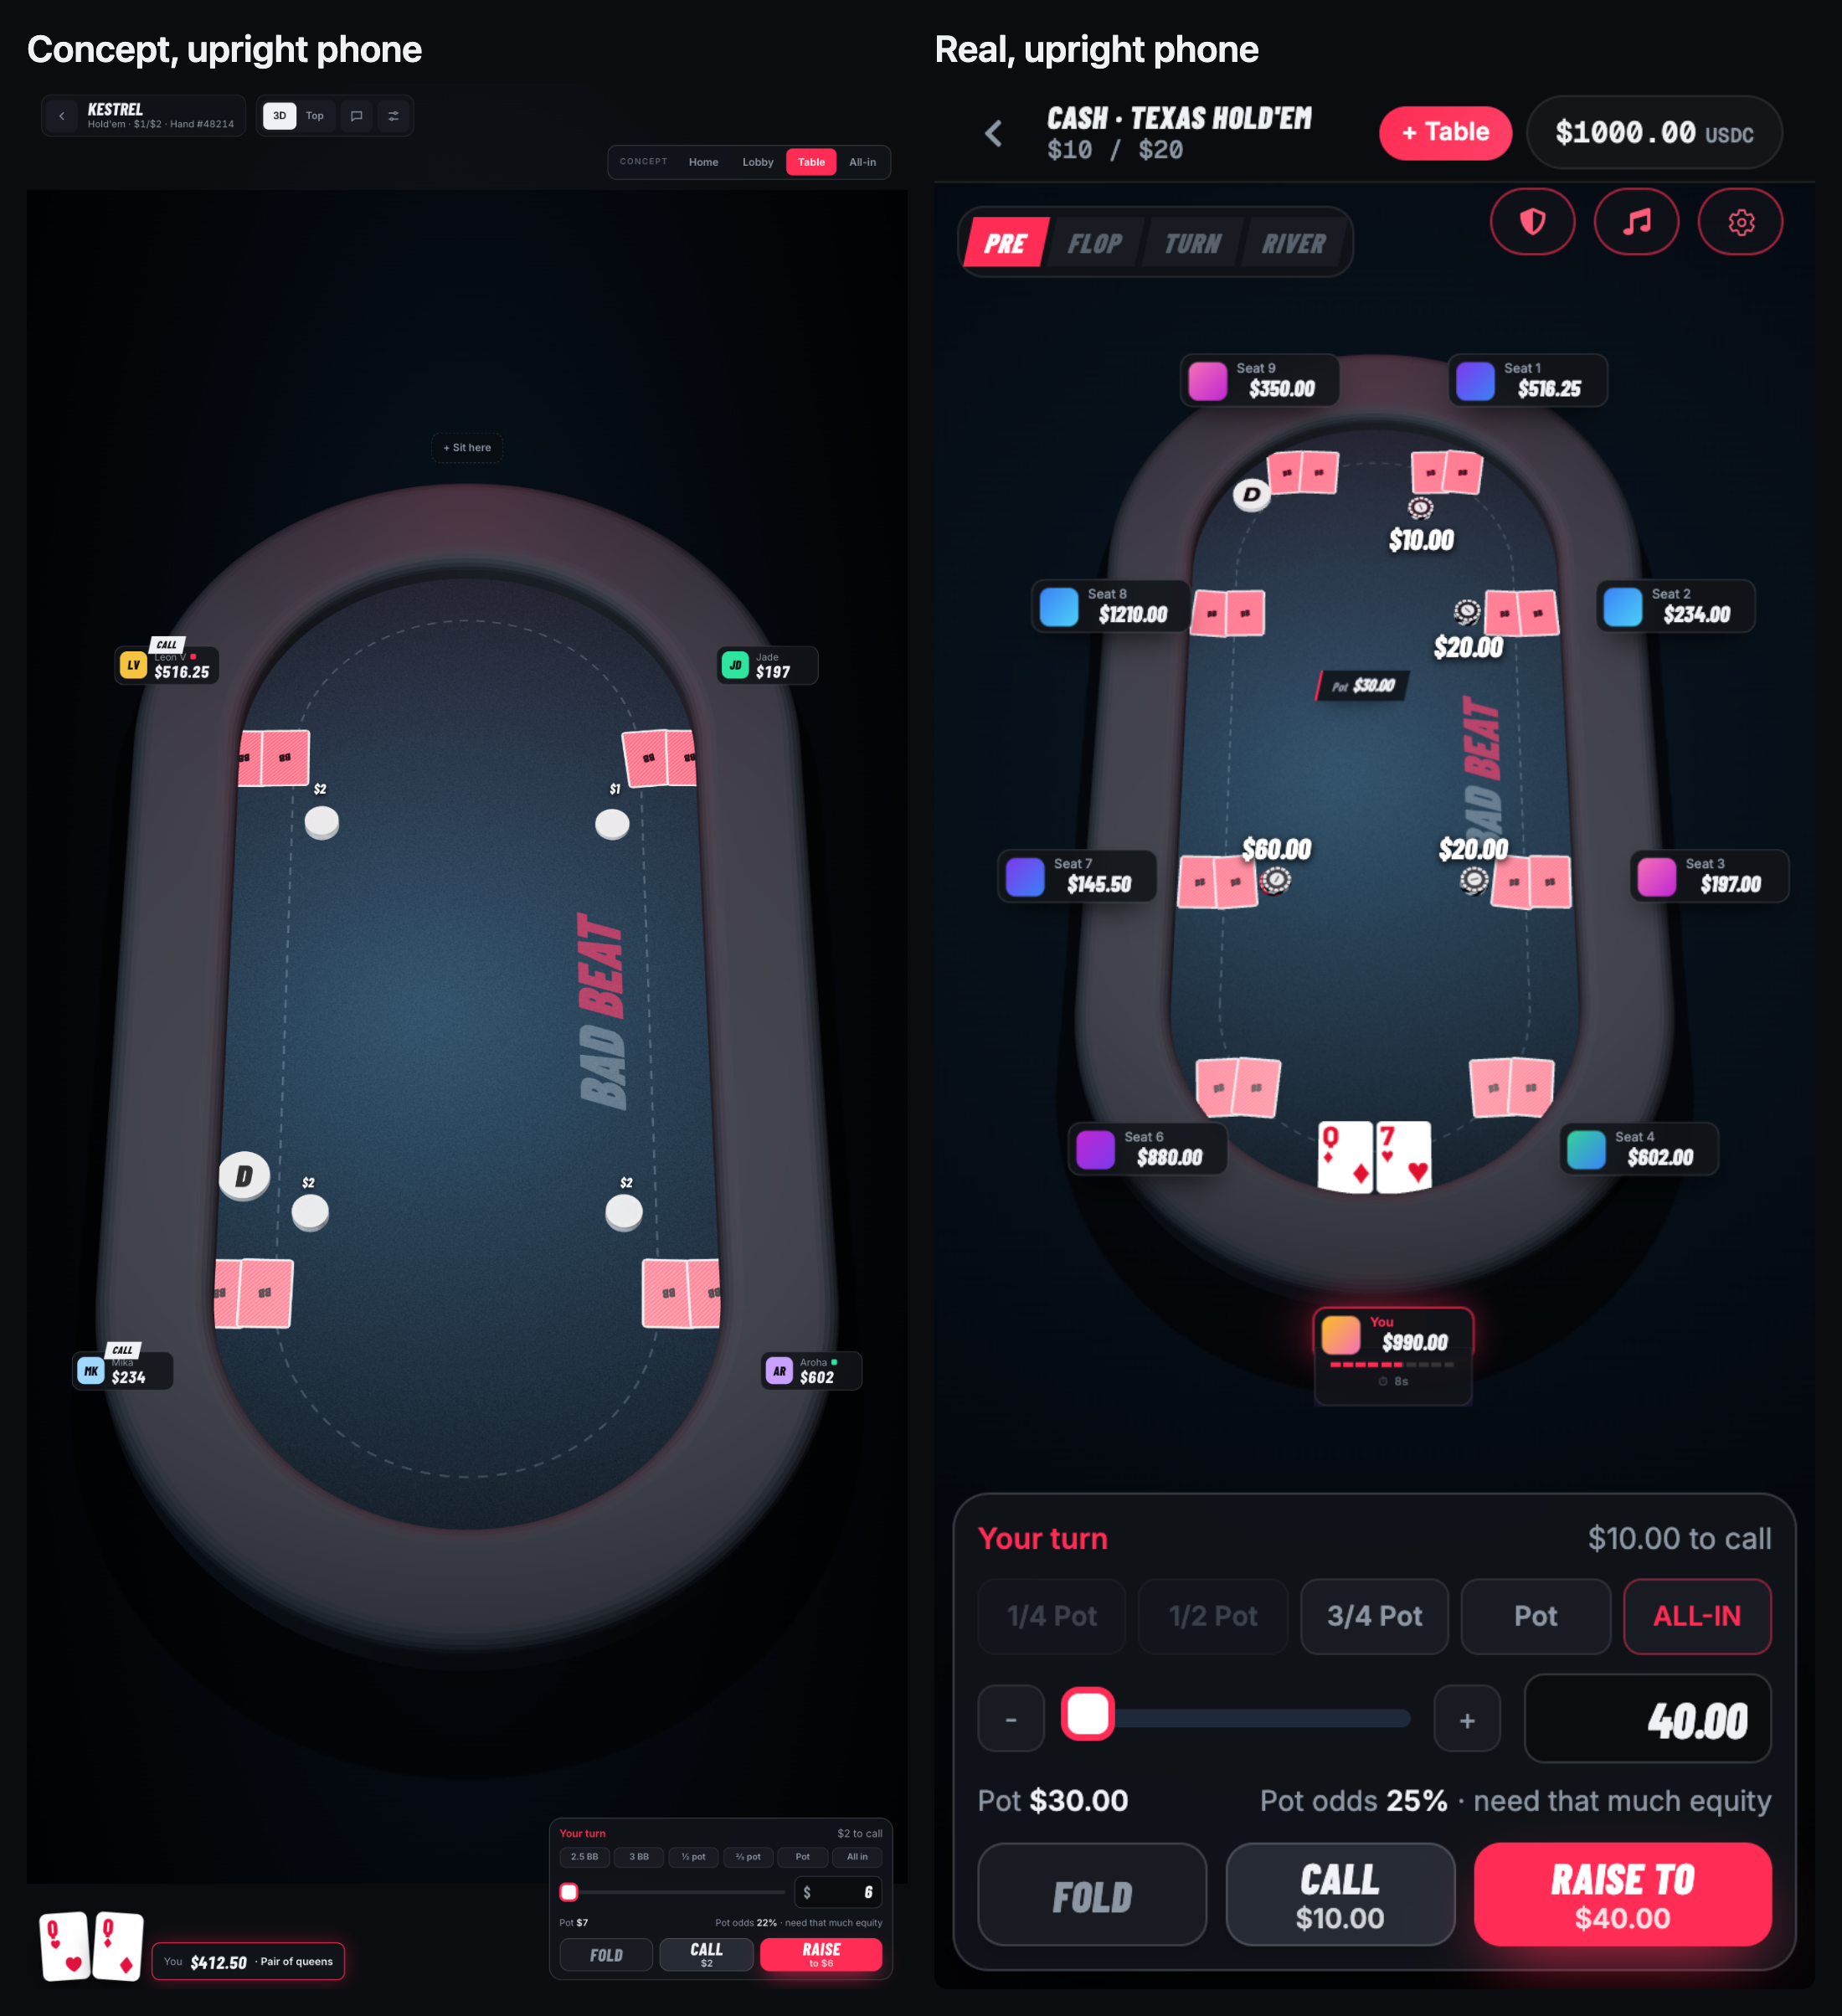 Concept, upright phone
KESTREL
Hold'em · $1/$2 · Hand #48214
3D
Top
CONCEPT
Home
Lobby
Table
All-in
+ Sit here
CALL
LV
Leon V
$516.25
JD
Jade
$197
BB
BB
BB
BB
$2
$1
BAD BEAT
D
$2
$2
BB
BB
BB
BB
CALL
MK
Mika
$234
AR
Aroha
$602
Your turn
$2 to call
2.5 BB
3 BB
½ pot
⅔ pot
Pot
All in
$ 6
Pot $7
Pot odds 22% · need that much equity
FOLD
CALL
$2
RAISE
to $6
Q
Q
You $412.50 · Pair of queens
Real, upright phone
CASH · TEXAS HOLD'EM
$10 / $20
+ Table
$1000.00 USDC
PRE
FLOP
TURN
RIVER
Seat 9
$350.00
Seat 1
$516.25
D
$10.00
Seat 8
$1210.00
Seat 2
$234.00
$20.00
Pot $30.00
BAD BEAT
$60.00
$20.00
Seat 7
$145.50
Seat 3
$197.00
Seat 6
$880.00
Q
7
Seat 4
$602.00
You
$990.00
8s
Your turn
$10.00 to call
1/4 Pot
1/2 Pot
3/4 Pot
Pot
ALL-IN
-
+
40.00
Pot $30.00
Pot odds 25% · need that much equity
FOLD
CALL
$10.00
RAISE TO
$40.00